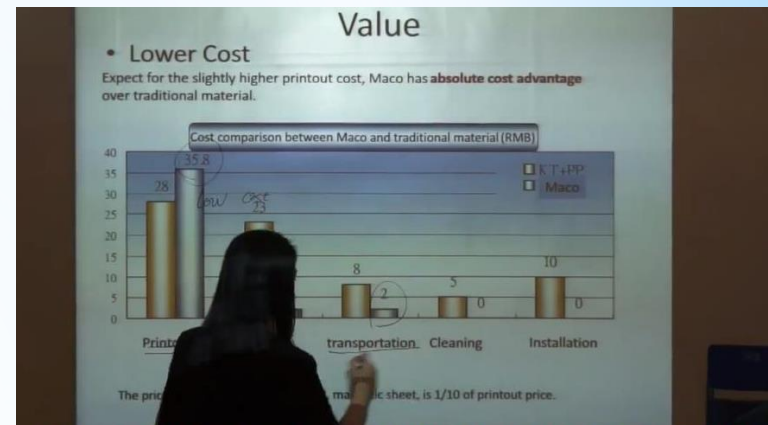 Value
• Lower Cost
Expect for the slightly higher printout cost, Maco has absolute cost advantage
over traditional material.
Cost comparison between Maco and traditional material (RMB)
40
35
30
25
20
15
10
5
0
28
35.8
Low Cost
23
8
2
5
0
10
0
KT+PP
Maco
transportation Cleaning Installation
The sheet, is 1/10 of printout price.